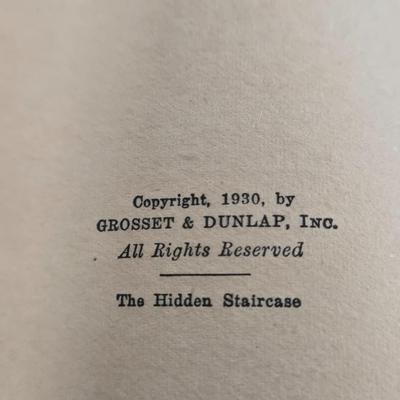 Copyright, 1930, by
GROSSET & DUNLAP, INC.
All Rights Reserved
The Hidden Staircase